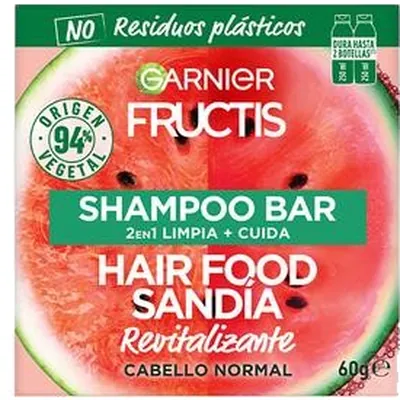 NO Residuos plásticos
DURA HASTA
2 BOTELLAS
GARNIER
FRUCTIS
ORIGEN
94%
VEGETAL
SHAMPOO BAR
2EN1 LIMPIA + CUIDA
HAIR FOOD
SANDÍA
Revitalizante
CABELLO NORMAL
60g e